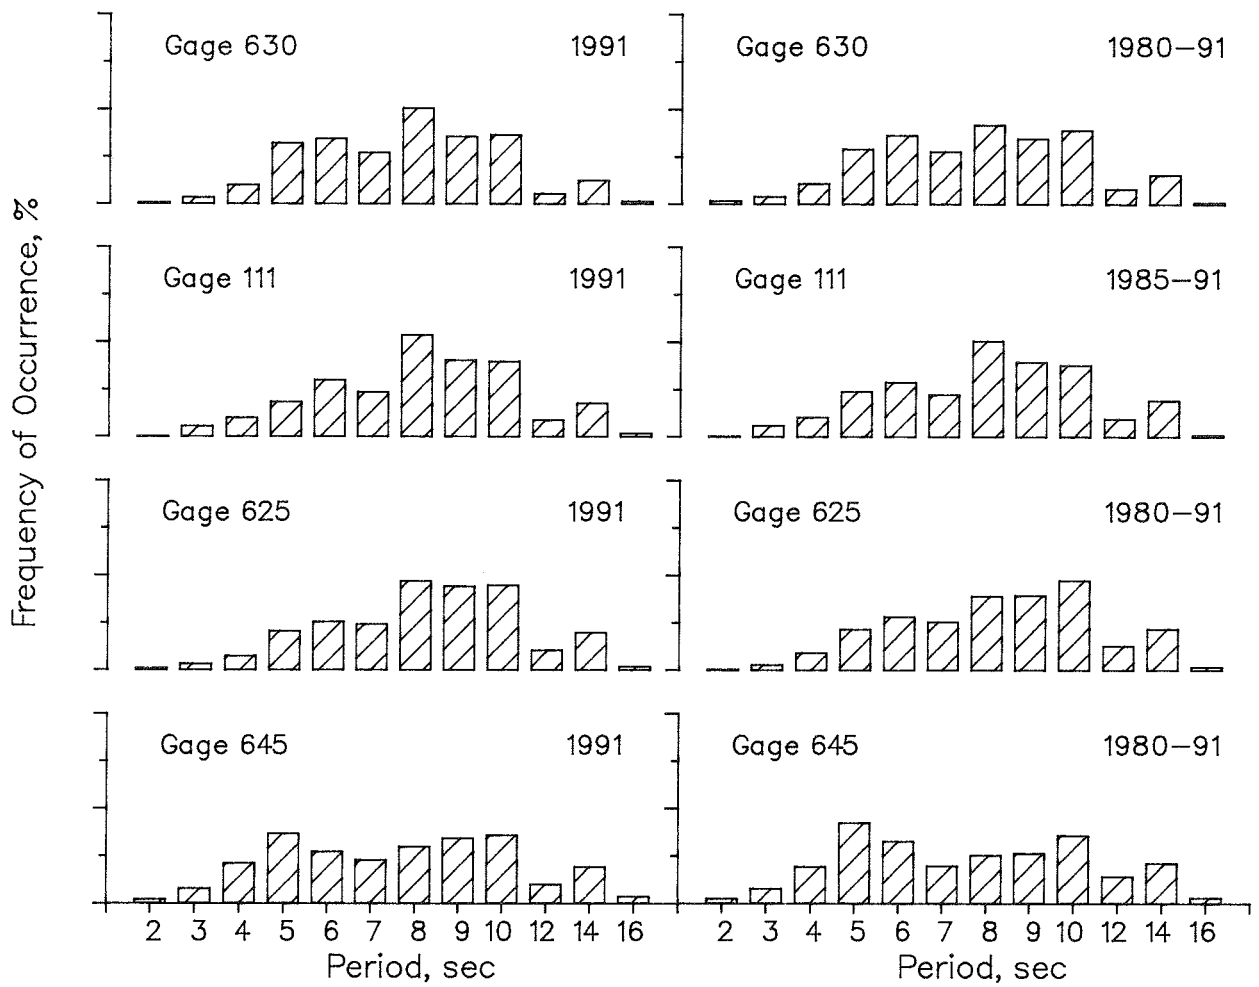 Gage 630 1991
Gage 630 1980-91
Gage 111 1991
Gage 111 1985-91
Gage 625 1991
Gage 625 1980-91
Gage 645 1991
Gage 645 1980-91
Frequency of Occurrence, %
2 3 4 5 6 7 8 9 10 12 14 16
2 3 4 5 6 7 8 9 10 12 14 16
Period, sec
Period, sec